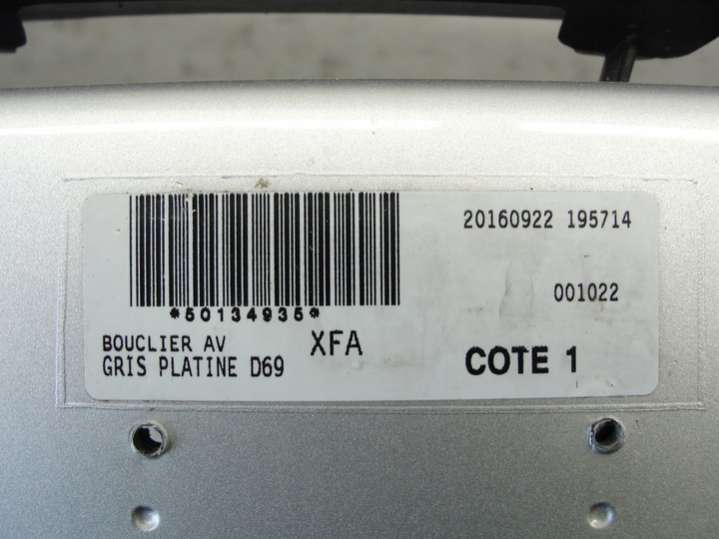 20160922 195714
001022
*50134935*
BOUCLIER AV XFA
GRIS PLATINE D69
COTE 1